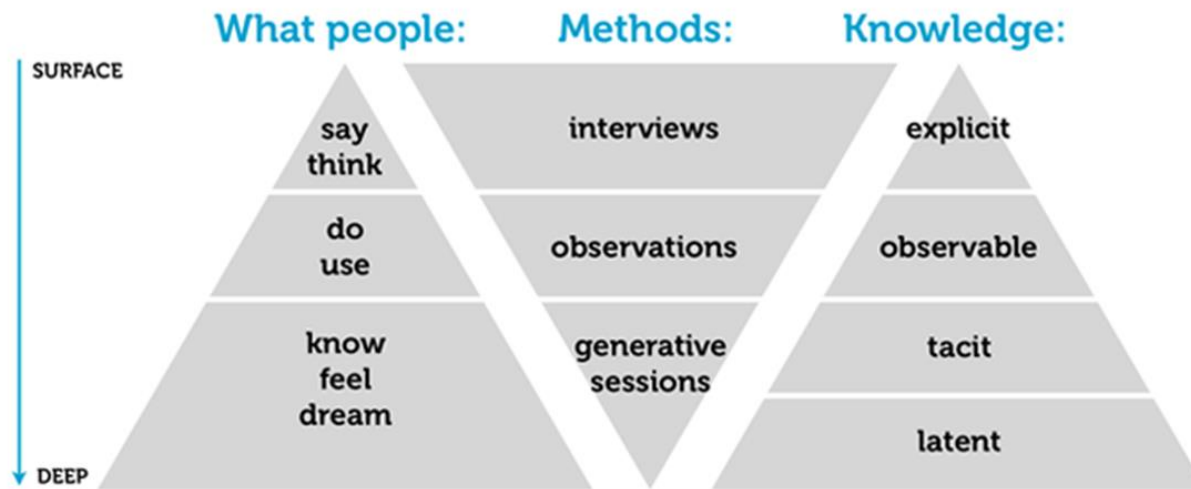 What people:
Methods:
Knowledge:
SURFACE
say
think
interviews
explicit
do
use
observations
observable
know
feel
dream
generative
sessions
tacit
latent
DEEP